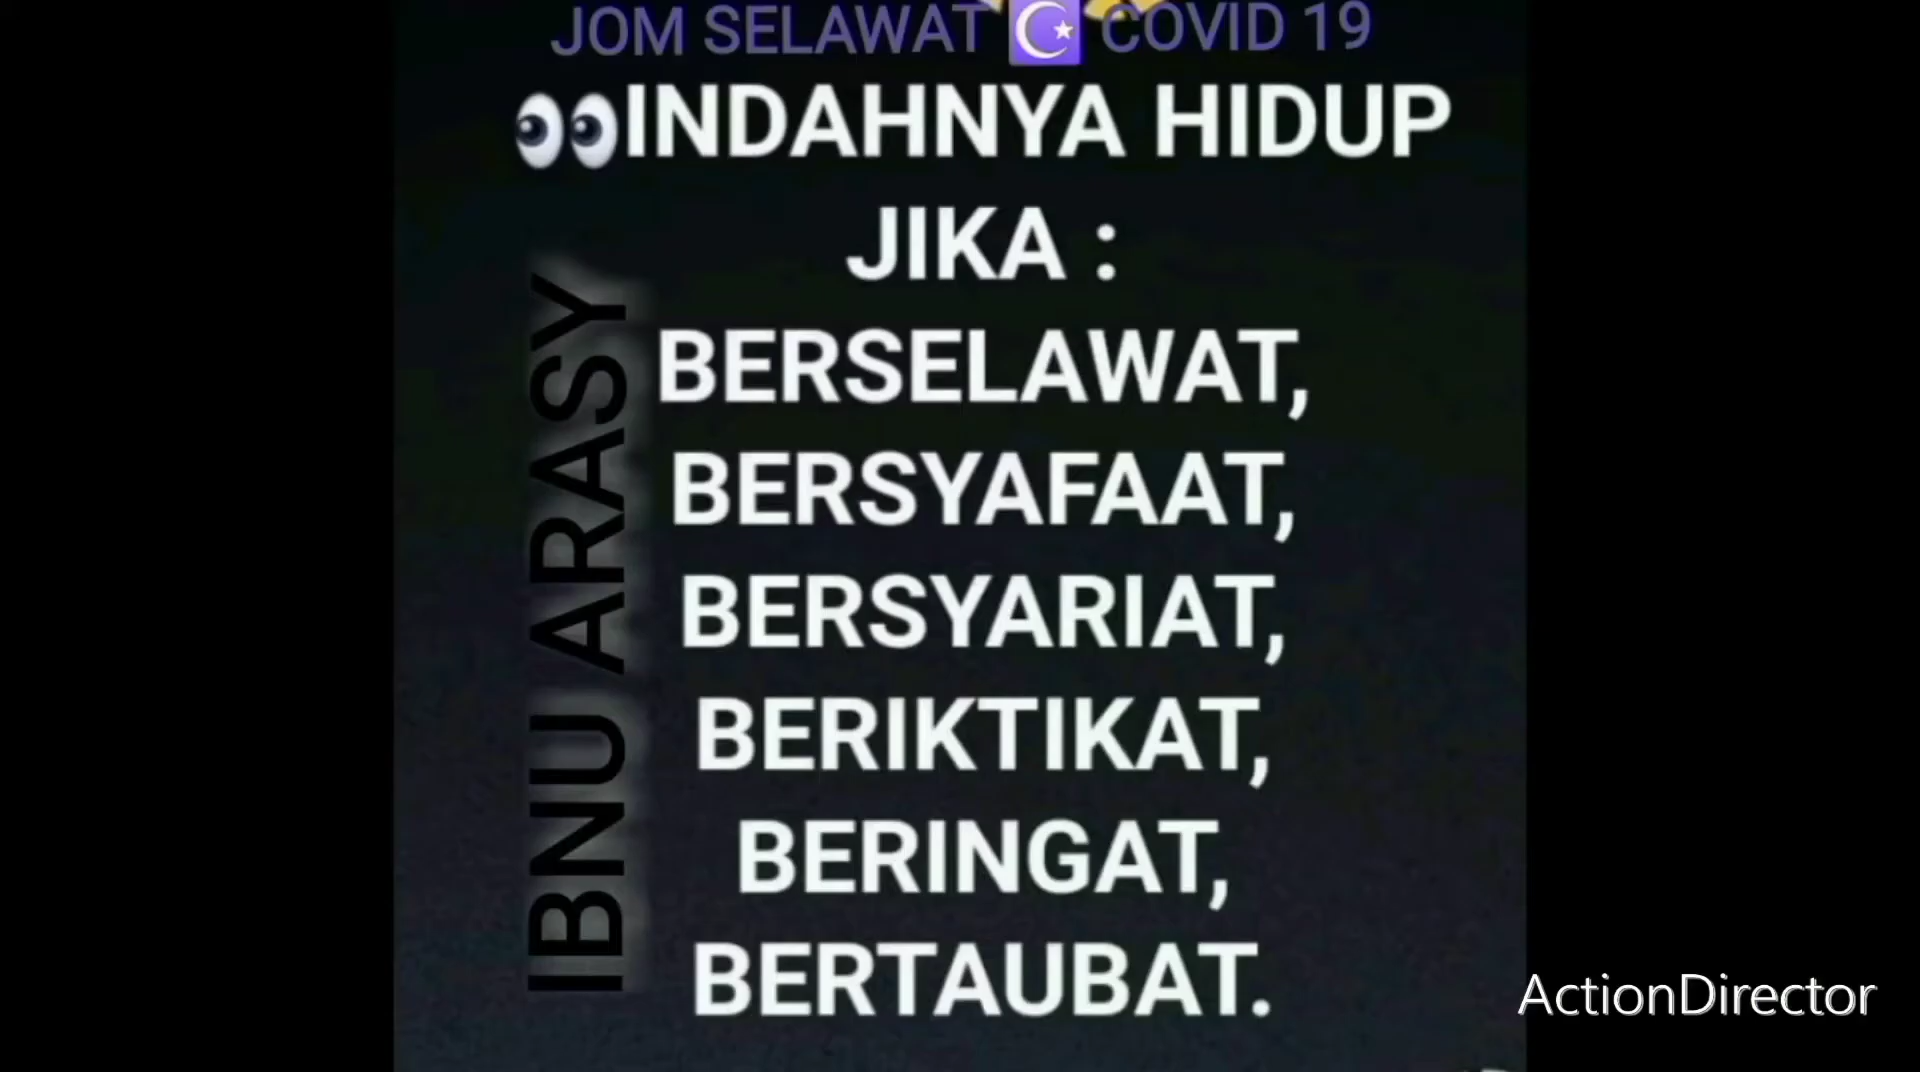 JOM SELAWAT ☪ COVID 19
👀INDAHNYA HIDUP
JIKA :
BERSELAWAT,
BERSYAFAAT,
BERSYARIAT,
BERIKTIKAT,
BERINGAT,
BERTAUBAT.
IBNU ARASY
ActionDirector